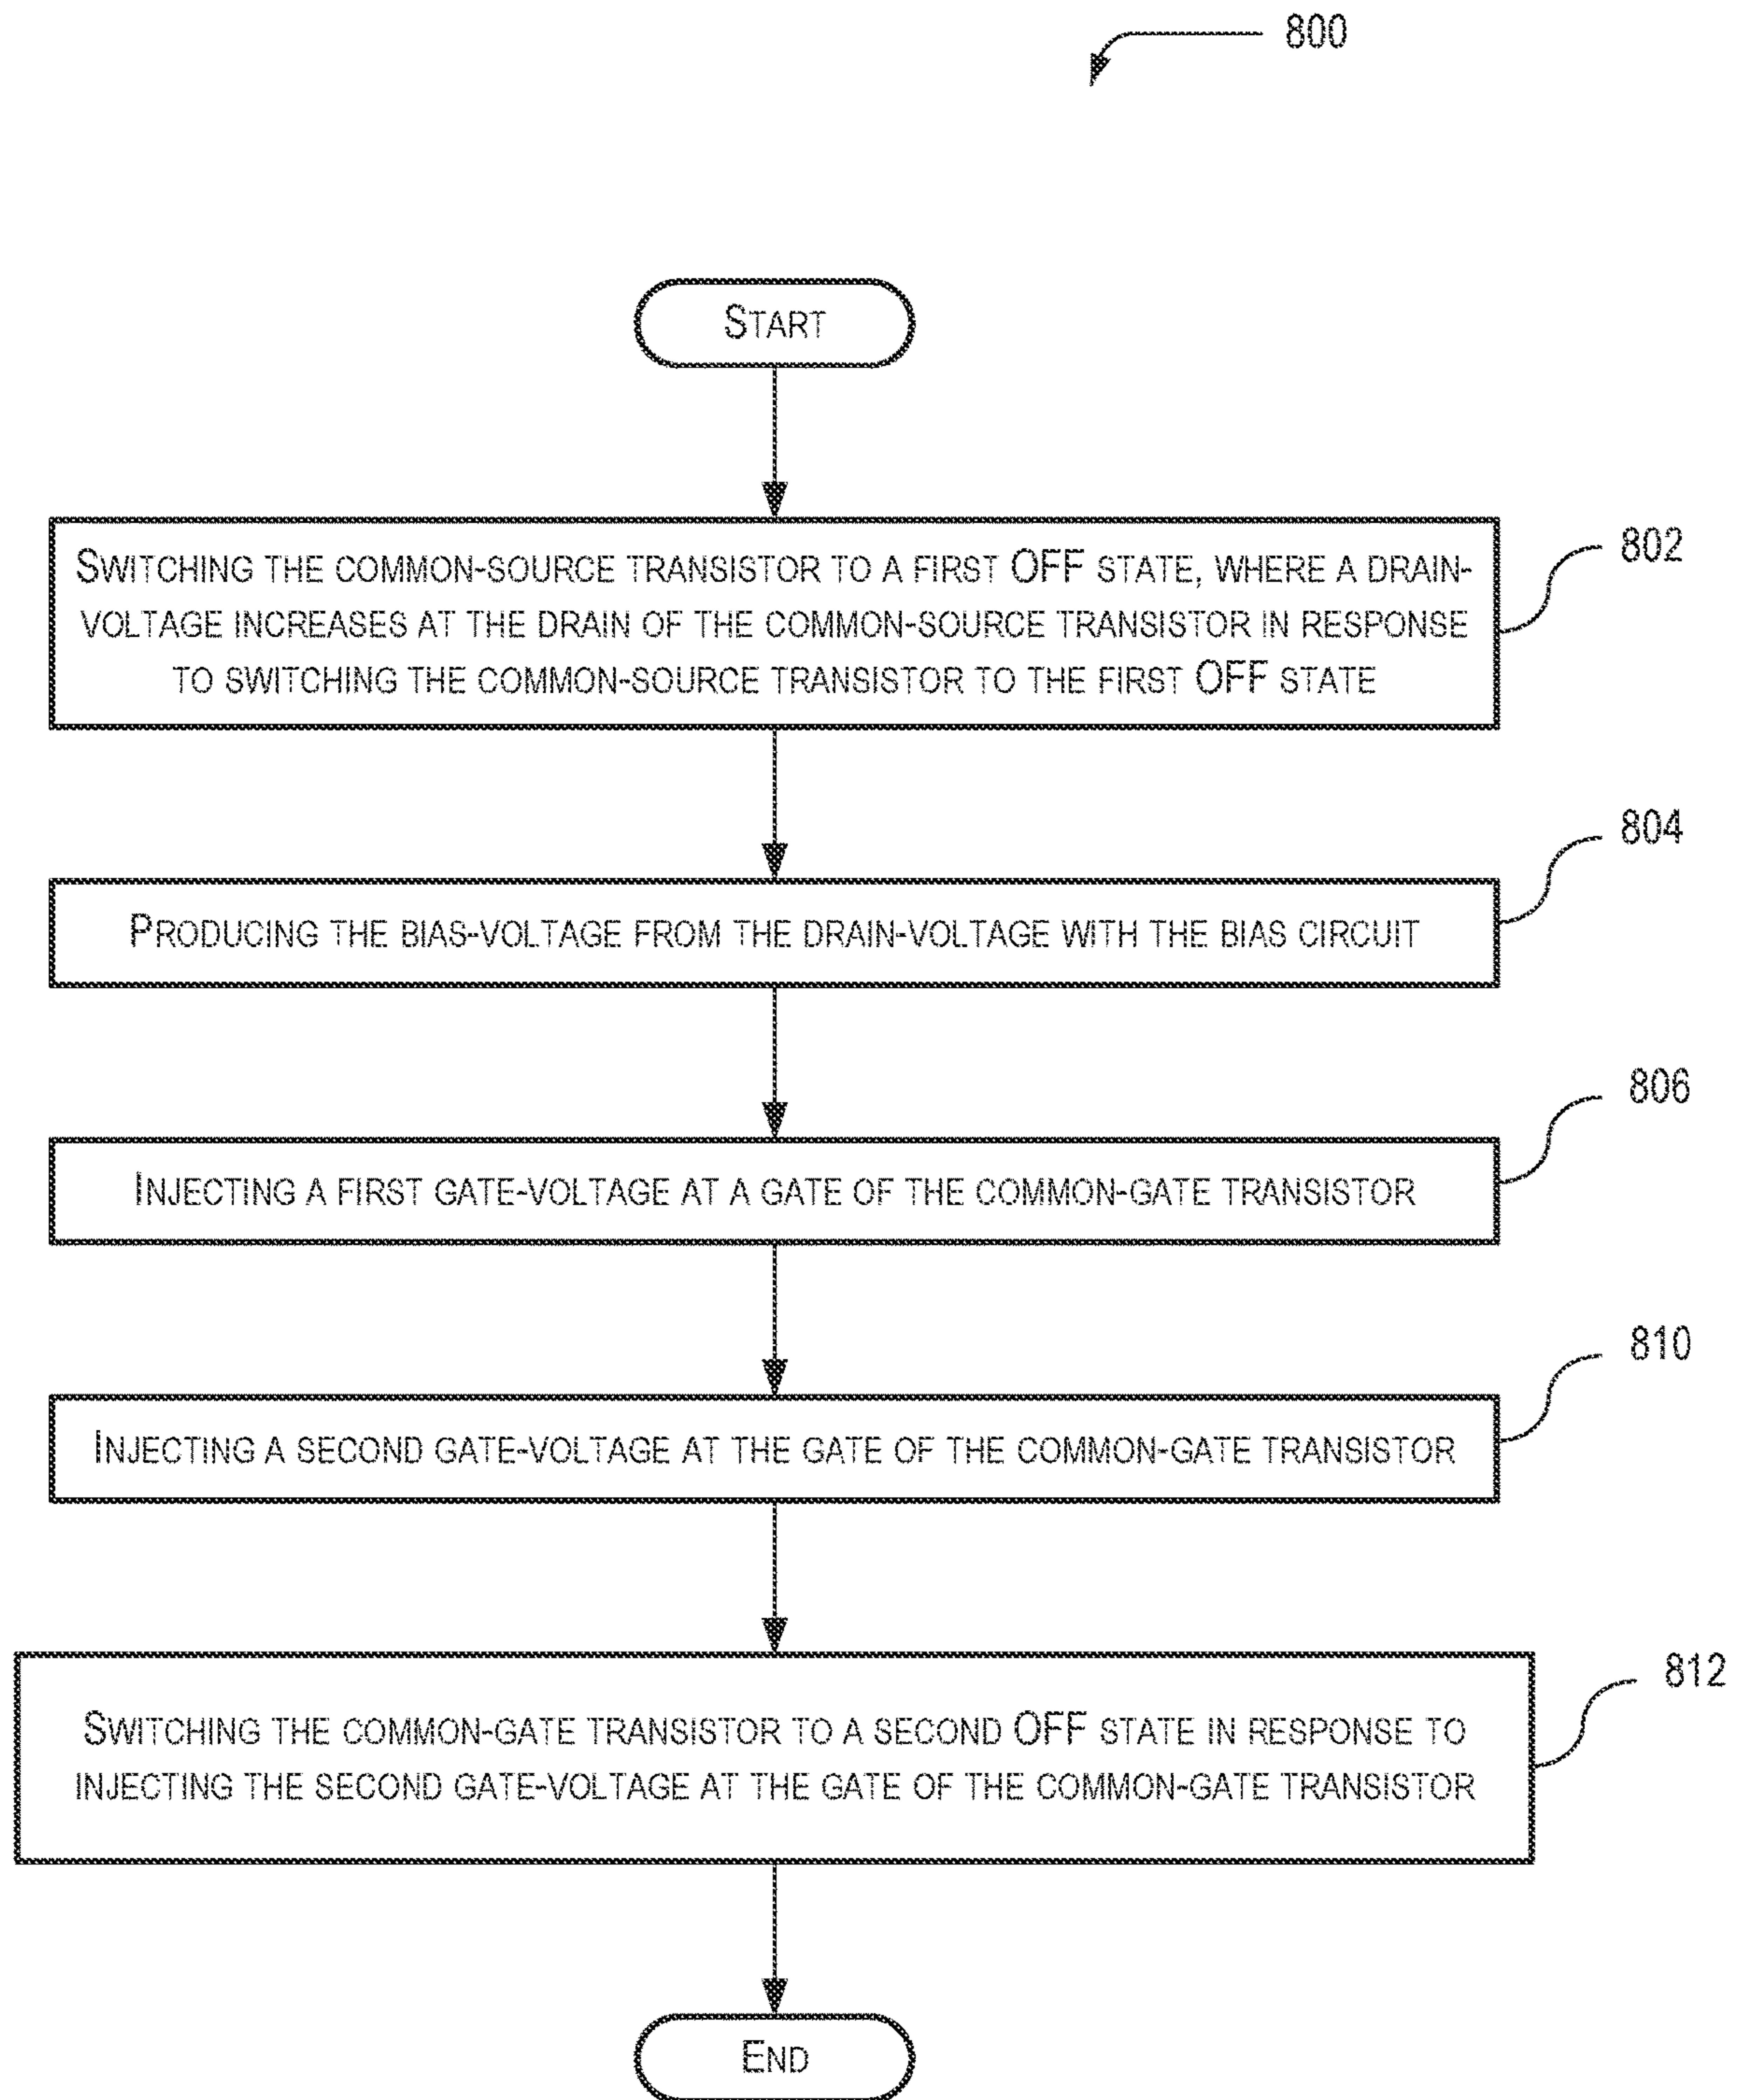 800
START
SWITCHING THE COMMON-SOURCE TRANSISTOR TO A FIRST OFF STATE, WHERE A DRAIN-
VOLTAGE INCREASES AT THE DRAIN OF THE COMMON-SOURCE TRANSISTOR IN RESPONSE
TO SWITCHING THE COMMON-SOURCE TRANSISTOR TO THE FIRST OFF STATE
802
PRODUCING THE BIAS-VOLTAGE FROM THE DRAIN-VOLTAGE WITH THE BIAS CIRCUIT
804
INJECTING A FIRST GATE-VOLTAGE AT A GATE OF THE COMMON-GATE TRANSISTOR
806
INJECTING A SECOND GATE-VOLTAGE AT THE GATE OF THE COMMON-GATE TRANSISTOR
810
SWITCHING THE COMMON-GATE TRANSISTOR TO A SECOND OFF STATE IN RESPONSE TO
INJECTING THE SECOND GATE-VOLTAGE AT THE GATE OF THE COMMON-GATE TRANSISTOR
812
END